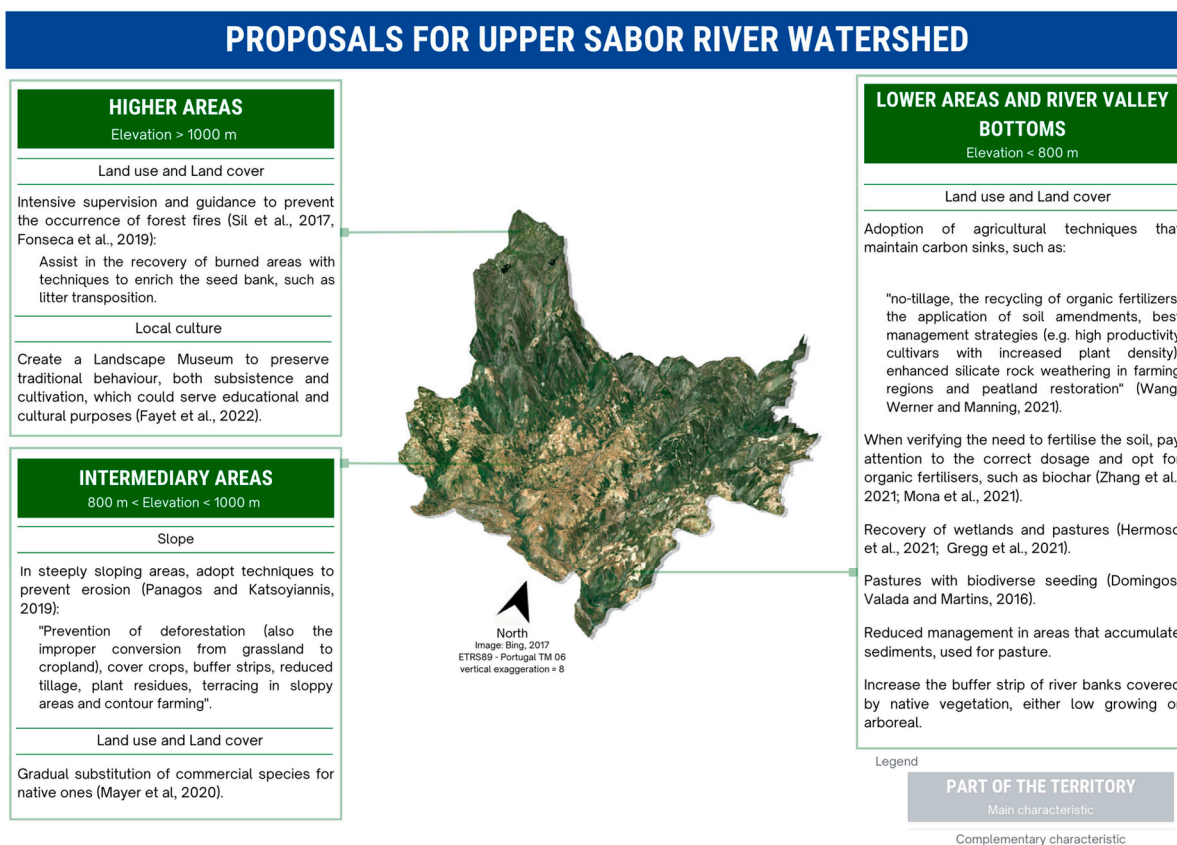 PROPOSALS FOR UPPER SABOR RIVER WATERSHED
HIGHER AREAS
Elevation > 1000 m
Land use and Land cover
Intensive supervision and guidance to prevent
the occurrence of forest fires (Sil et al., 2017,
Fonseca et al., 2019):
Assist in the recovery of burned areas with
techniques to enrich the seed bank, such as
litter transposition.
Local culture
Create a Landscape Museum to preserve
traditional behaviour, both subsistence and
cultivation, which could serve educational and
cultural purposes (Fayet et al., 2022).
INTERMEDIARY AREAS
800 m < Elevation < 1000 m
Slope
In steeply sloping areas, adopt techniques to
prevent erosion (Panagos and Katsoyiannis,
2019):
"Prevention of deforestation (also the
improper conversion from grassland to
cropland), cover crops, buffer strips, reduced
tillage, plant residues, terracing in sloppy
areas and contour farming".
Land use and Land cover
Gradual substitution of commercial species for
native ones (Mayer et al, 2020).
North
Image: Bing, 2017
ETRS89 - Portugal TM 06
vertical exaggeration = 8
LOWER AREAS AND RIVER VALLEY
BOTTOMS
Elevation < 800 m
Land use and Land cover
Adoption of agricultural techniques that
maintain carbon sinks, such as:
"no-tillage, the recycling of organic fertilizers
the application of soil amendments, best
management strategies (e.g. high productivity
cultivars with increased plant density)
enhanced silicate rock weathering in farming
regions and peatland restoration" (Wang
Werner and Manning, 2021).
When verifying the need to fertilise the soil, pay
attention to the correct dosage and opt for
organic fertilisers, such as biochar (Zhang et al.
2021; Mona et al., 2021).
Recovery of wetlands and pastures (Hermoso
et al., 2021; Gregg et al., 2021).
Pastures with biodiverse seeding (Domingos
Valada and Martins, 2016).
Reduced management in areas that accumulate
sediments, used for pasture.
Increase the buffer strip of river banks covered
by native vegetation, either low growing or
arboreal.
Legend
PART OF THE TERRITORY
Main characteristic
Complementary characteristic